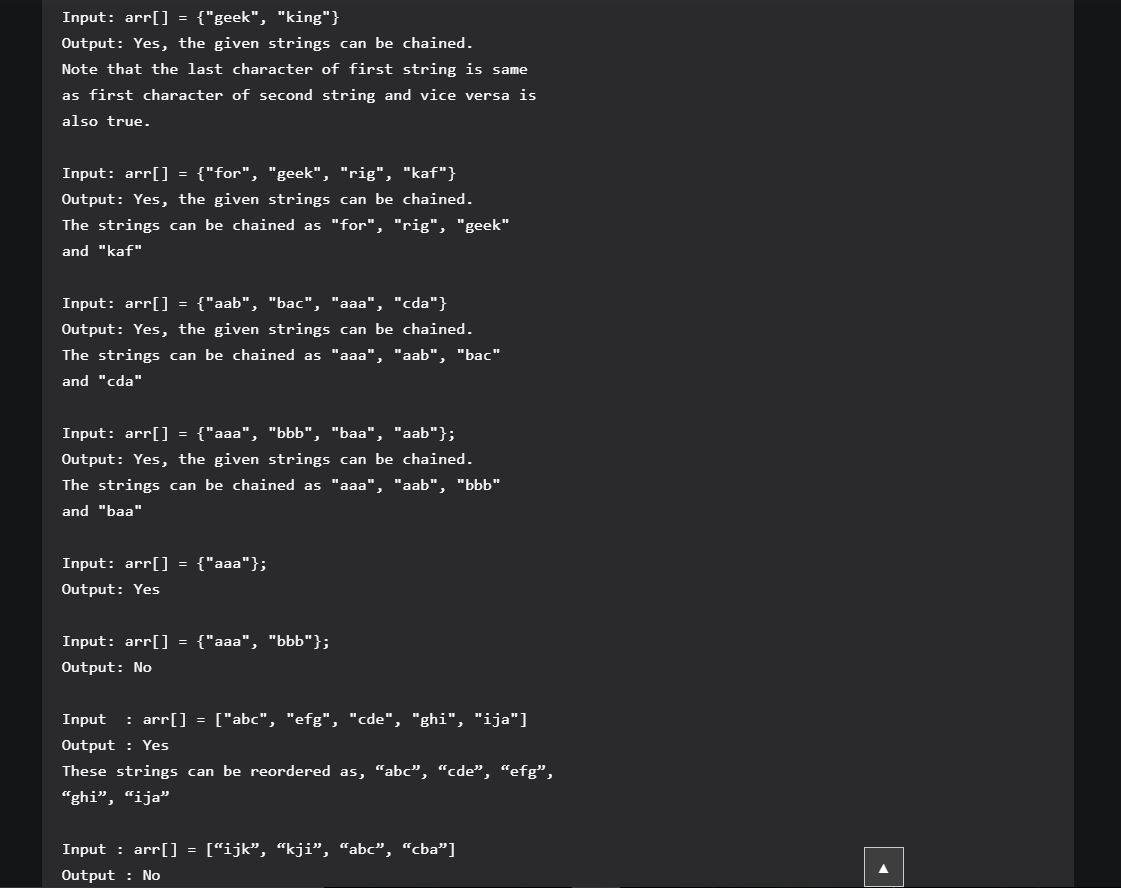 Input: arr[] = {"geek", "king"}
Output: Yes, the given strings can be chained.
Note that the last character of first string is same
as first character of second string and vice versa is
also true.
Input: arr[] = {"for", "geek", "rig", "kaf"}
Output: Yes, the given strings can be chained.
The strings can be chained as "for", "rig", "geek"
and "kaf"
Input: arr[] = {"aab", "bac", "aaa", "cda"}
Output: Yes, the given strings can be chained.
The strings can be chained as "aaa", "aab", "bac"
and "cda"
Input: arr[] = {"aaa", "bbb", "baa", "aab"};
Output: Yes, the given strings can be chained.
The strings can be chained as "aaa", "aab", "bbb"
and "baa"
Input: arr[] = {"aaa"};
Output: Yes
Input: arr[] = {"aaa", "bbb"};
Output: No
Input  : arr[] = ["abc", "efg", "cde", "ghi", "ija"]
Output : Yes
These strings can be reordered as, “abc”, “cde”, “efg”,
“ghi”, “ija”
Input : arr[] = [“ijk”, “kji”, “abc”, “cba”]
Output : No